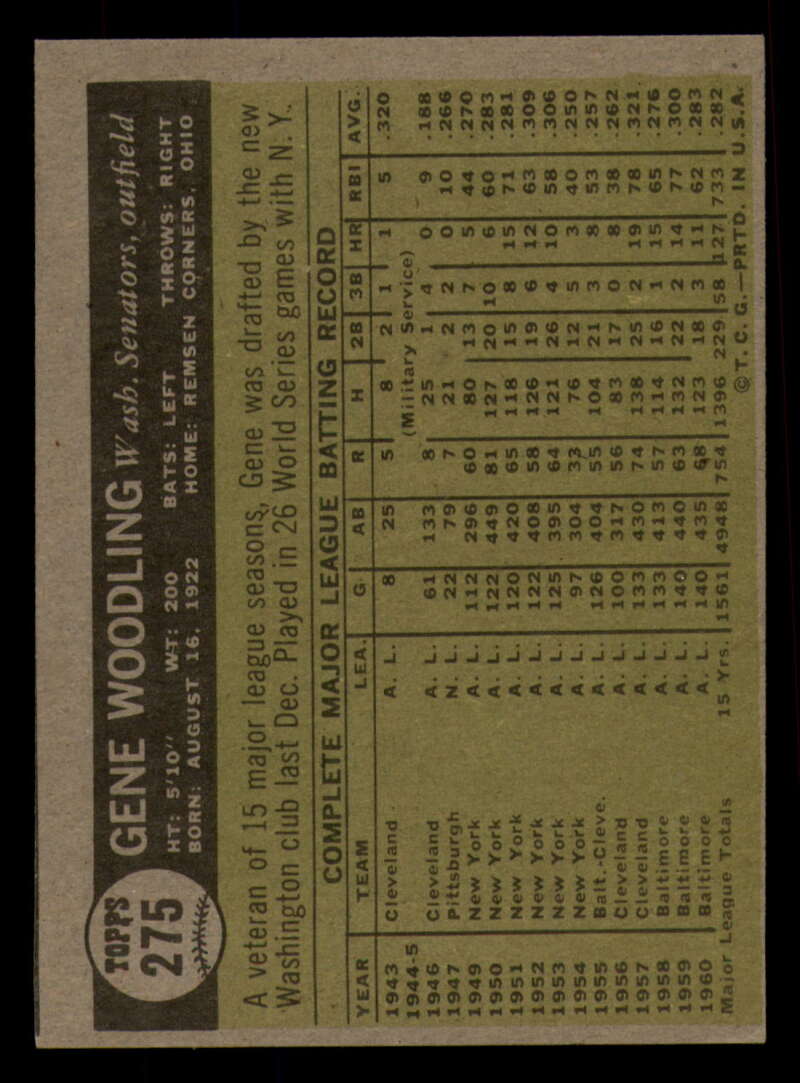 TOPPS
275
GENE WOODLING Wash. Senators, outfield
HT: 5'10" WT: 200 BATS: LEFT THROWS: RIGHT
BORN: AUGUST 16, 1922 HOME: REMSEN CORNERS, OHIO
A veteran of 15 major league seasons, Gene was drafted by the new
Washington club last Dec. Played in 26 World Series games with N. Y.
COMPLETE MAJOR LEAGUE BATTING RECORD
YEAR TEAM LEA. G AB R H 2B 3B HR RBI AVG.
1943 Cleveland A. L. 8 25 5 8 2 1 1 5 .320
1944-5 (Military Service)
1946 Cleveland A. L. 61 133 8 25 1 4 0 9 .188
1947 Pittsburgh N. L. 22 79 7 21 2 2 0 10 .266
1949 New York A. L. 112 296 60 80 13 7 5 44 .270
1950 New York A. L. 122 449 81 127 20 10 6 60 .283
1951 New York A. L. 120 420 65 118 15 8 15 71 .281
1952 New York A. L. 122 408 58 126 19 6 12 63 .309
1953 New York A. L. 125 395 64 121 26 4 10 58 .306
1954 New York A. L. 97 304 33 76 12 5 3 40 .250
1955 Balt.-Cleve. A. L. 126 404 55 104 21 3 8 53 .257
1956 Cleveland A. L. 100 317 56 83 17 0 8 38 .262
1957 Cleveland A. L. 133 430 74 138 25 2 19 78 .321
1958 Baltimore A. L. 133 413 57 114 16 1 15 65 .276
1959 Baltimore A. L. 140 440 63 132 22 2 14 77 .300
1960 Baltimore A. L. 140 435 68 123 18 3 11 62 .283
Major League Totals 15 Yrs. 1561 4948 754 1396 229 58 127 733 .282
©T. C. G.—PRTD. IN U.S.A.